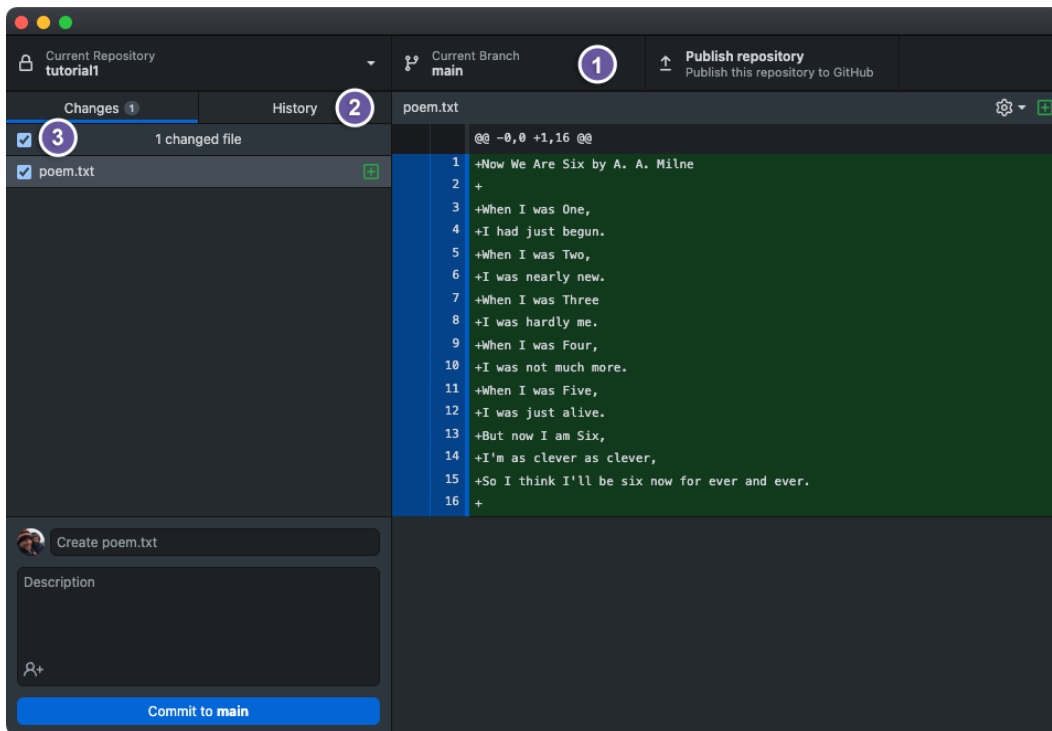 Current Repository
tutorial1
Current Branch
main
1
Publish repository
Publish this repository to GitHub
Changes 1
History
2
poem.txt
3
1 changed file
poem.txt
@@ -0,0 +1,16 @@
1 +Now We Are Six by A. A. Milne
2 +
3 +When I was One,
4 +I had just begun.
5 +When I was Two,
6 +I was nearly new.
7 +When I was Three
8 +I was hardly me.
9 +When I was Four,
10 +I was not much more.
11 +When I was Five,
12 +I was just alive.
13 +But now I am Six,
14 +I'm as clever as clever,
15 +So I think I'll be six now for ever and ever.
16 +
Create poem.txt
Description
Commit to main